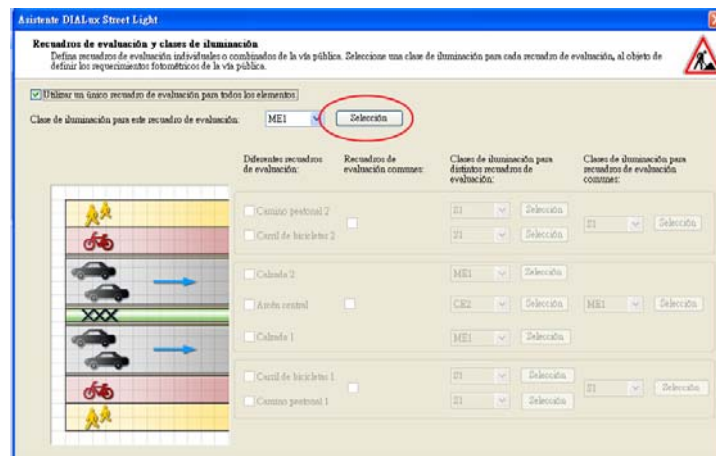 Asistente DIALux Street Light
Recuadros de evaluación y clases de iluminación
Defina recuadros de evaluación individuales o combinados de la vía pública. Seleccione una clase de iluminación para cada recuadro de evaluación, al objeto de
definir los requerimientos fotométricos de la vía pública.
Utilizar un único recuadro de evaluación para todos los elementos
Clase de iluminación para este recuadro de evaluación: ME1 Selección
Diferentes recuadros de evaluación:
Recuadros de evaluación comunes:
Clases de iluminación para distintos recuadros de evaluación:
Clases de iluminación para recuadros de evaluación comunes:
Camino peatonal 2 S1 Selección
S1 Selección
Carril de bicicletas 2 S1 Selección
Calzada 2 ME1 Selección
Arcén central CE2 Selección ME1 Selección
Calzada 1 ME1 Selección
Carril de bicicletas 1 S1 Selección
S1 Selección
Camino peatonal 1 S1 Selección